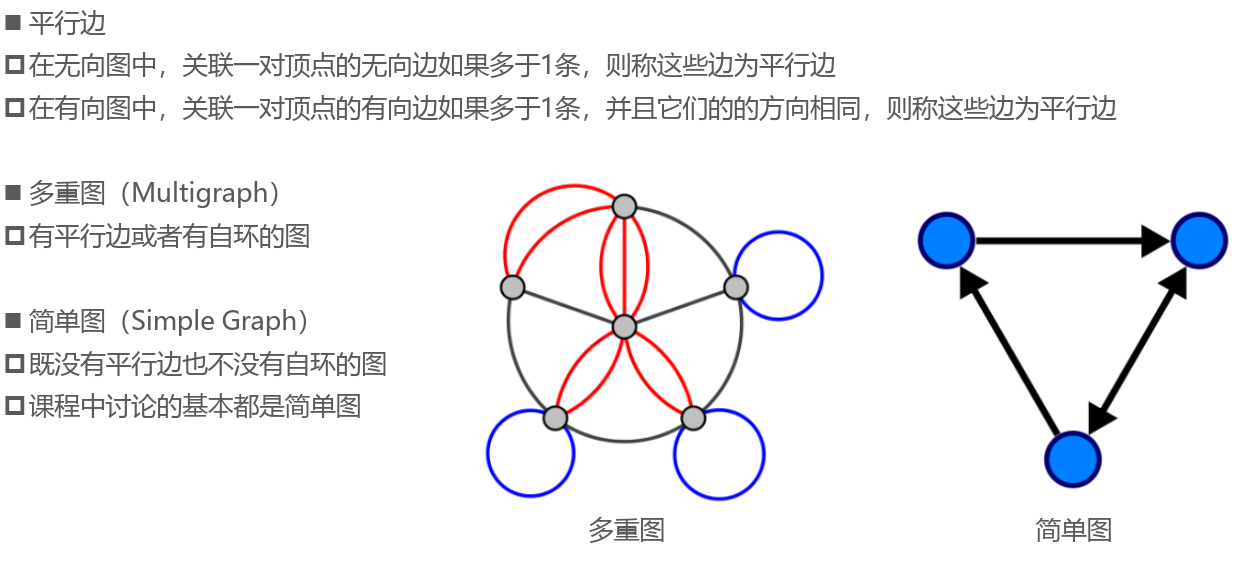 ■ 平行边
在无向图中，关联一对顶点的无向边如果多于1条，则称这些边为平行边
在有向图中，关联一对顶点的有向边如果多于1条，并且它们的的方向相同，则称这些边为平行边
■ 多重图（Multigraph）
有平行边或者有自环的图
■ 简单图（Simple Graph）
既没有平行边也不没有自环的图
课程中讨论的基本都是简单图
多重图
简单图